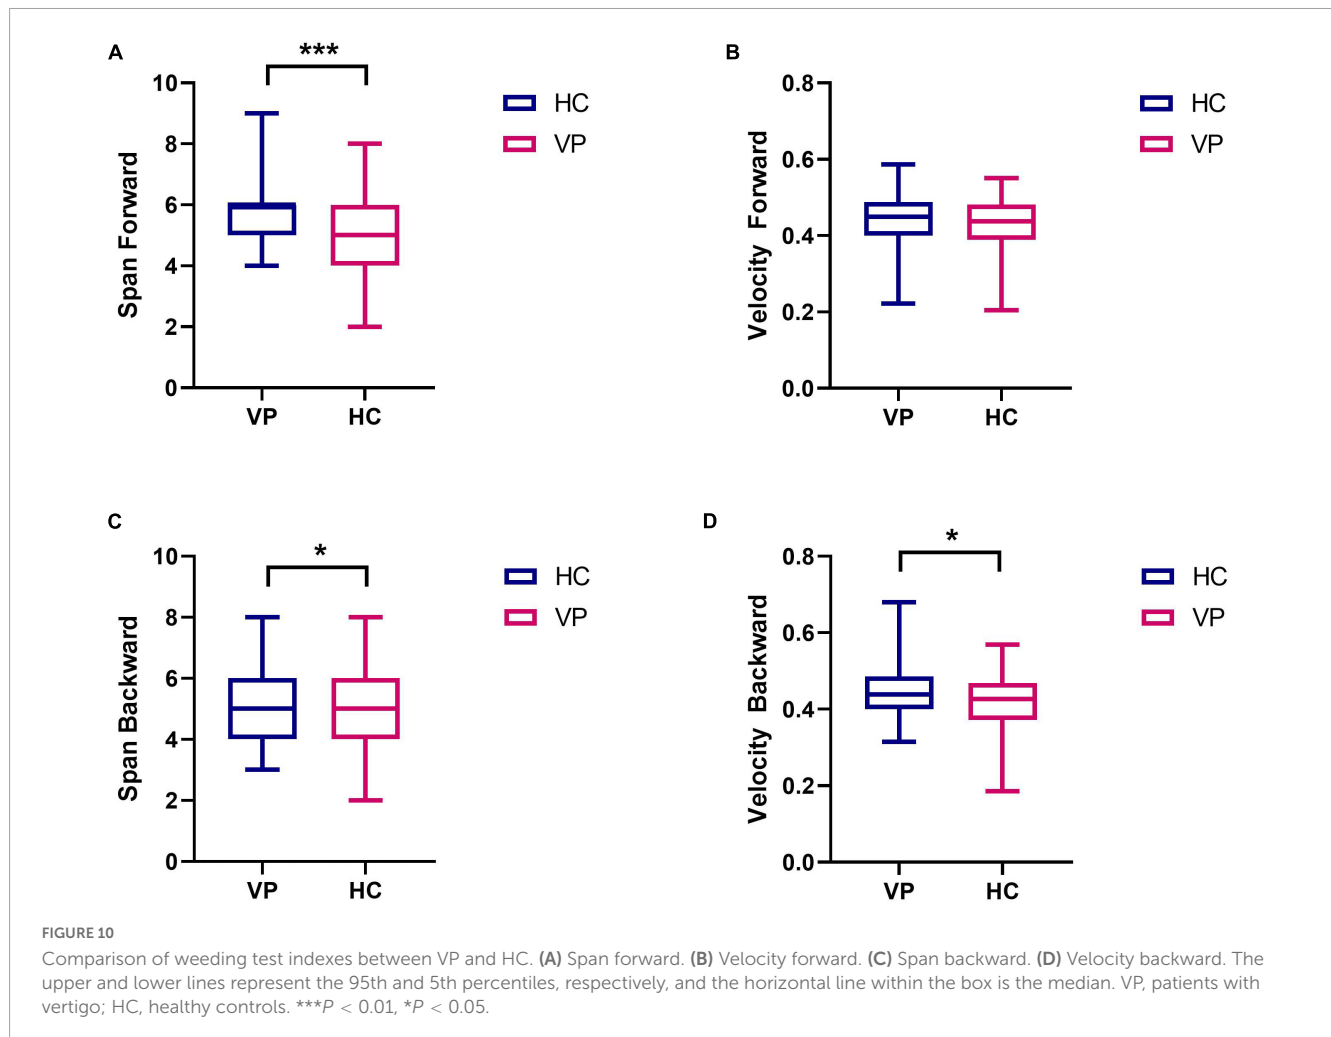 A
***
10
8
6
4
2
0
Span Forward
VP
HC
HC
VP
B
0.8
0.6
0.4
0.2
0.0
Velocity Forward
VP
HC
HC
VP
C
*
10
8
6
4
2
0
Span Backward
VP
HC
HC
VP
D
*
0.8
0.6
0.4
0.2
0.0
Velocity Backward
VP
HC
HC
VP
FIGURE 10
Comparison of weeding test indexes between VP and HC. (A) Span forward. (B) Velocity forward. (C) Span backward. (D) Velocity backward. The
upper and lower lines represent the 95th and 5th percentiles, respectively, and the horizontal line within the box is the median. VP, patients with
vertigo; HC, healthy controls. ***P < 0.01, *P < 0.05.